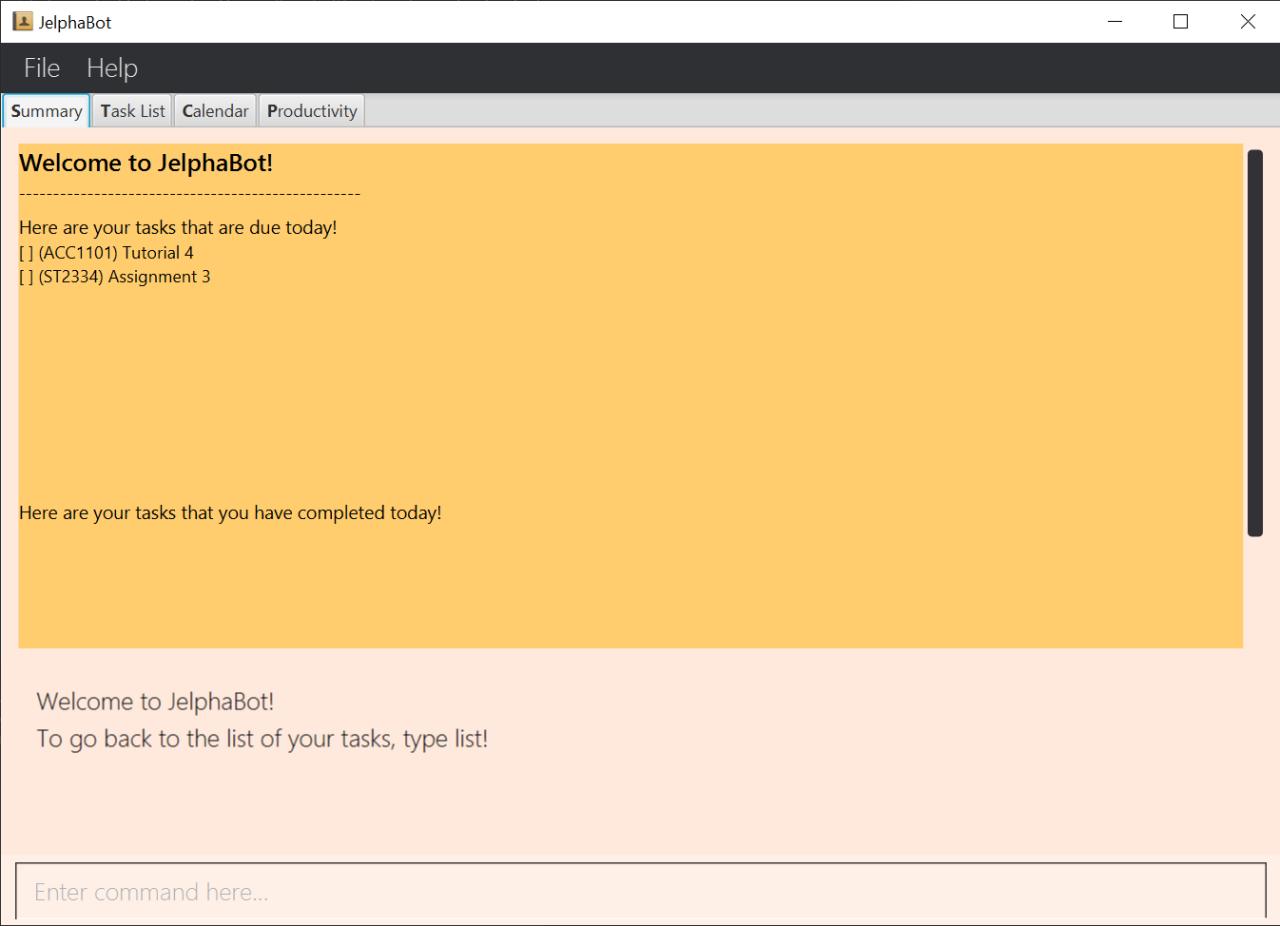 JelphaBot
File Help
Summary Task List Calendar Productivity
Welcome to JelphaBot!
--------------------------------------------------
Here are your tasks that are due today!
[ ] (ACC1101) Tutorial 4
[ ] (ST2334) Assignment 3
Here are your tasks that you have completed today!
Welcome to JelphaBot!
To go back to the list of your tasks, type list!
Enter command here...